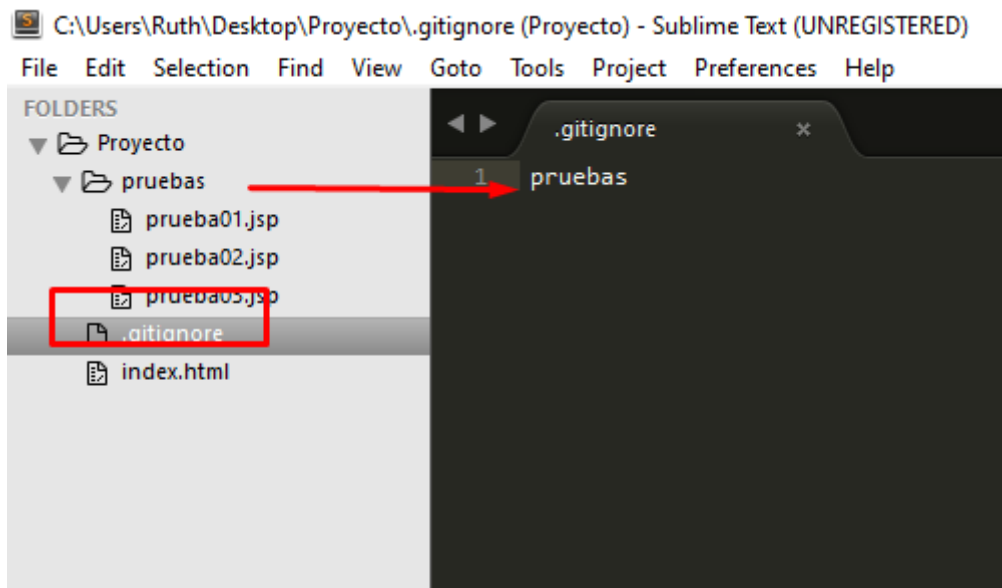 C:\Users\Ruth\Desktop\Proyecto\.gitignore (Proyecto) - Sublime Text (UNREGISTERED)
File Edit Selection Find View Goto Tools Project Preferences Help
FOLDERS
Proyecto
pruebas
prueba01.jsp
prueba02.jsp
prueba03.jsp
.gitignore
index.html
.gitignore
1 pruebas